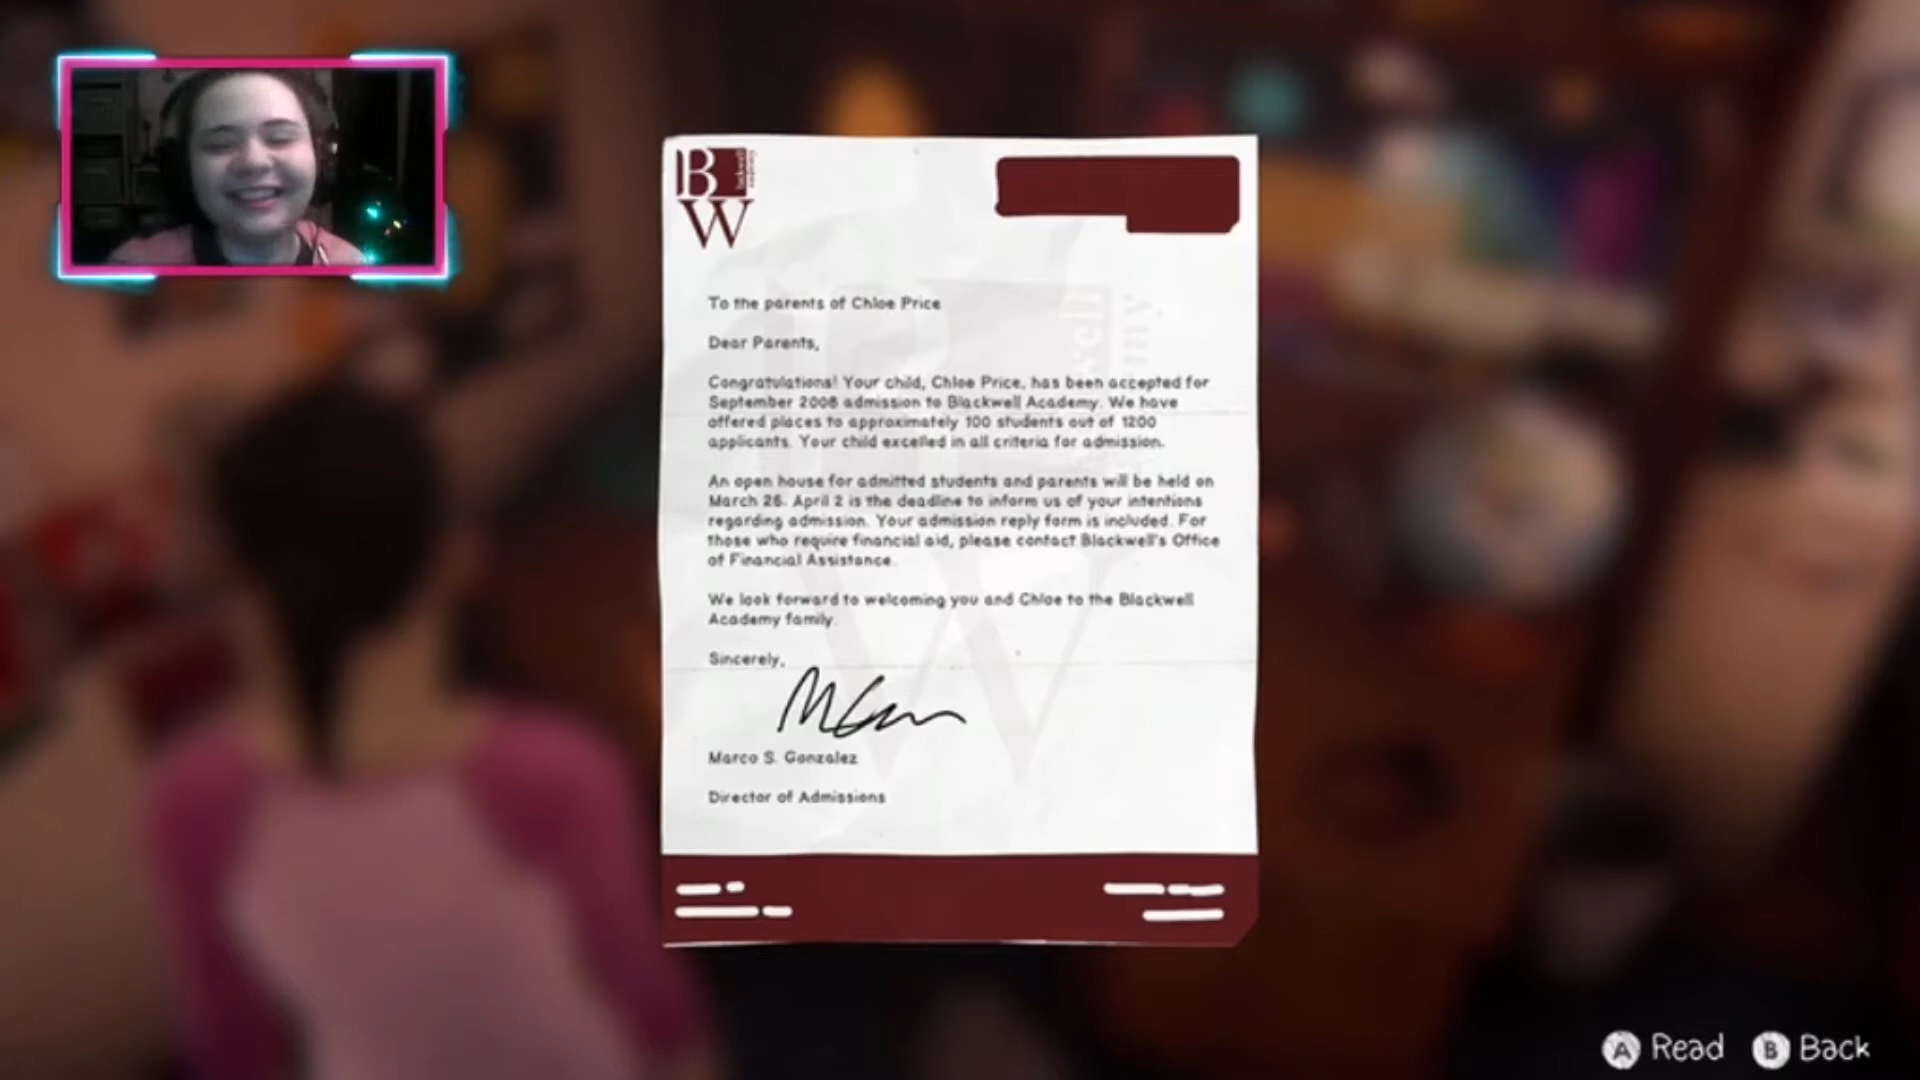 BW
Blackwell
academy
To the parents of Chloe Price
Dear Parents,
Congratulations! Your child, Chloe Price, has been accepted for
September 2008 admission to Blackwell Academy. We have
offered places to approximately 100 students out of 1200
applicants. Your child excelled in all criteria for admission.
An open house for admitted students and parents will be held on
March 26. April 2 is the deadline to inform us of your intentions
regarding admission. Your admission reply form is included. For
those who require financial aid, please contact Blackwell's Office
of Financial Assistance.
We look forward to welcoming you and Chloe to the Blackwell
Academy family.
Sincerely,
Marco S. Gonzalez
Director of Admissions
A Read B Back